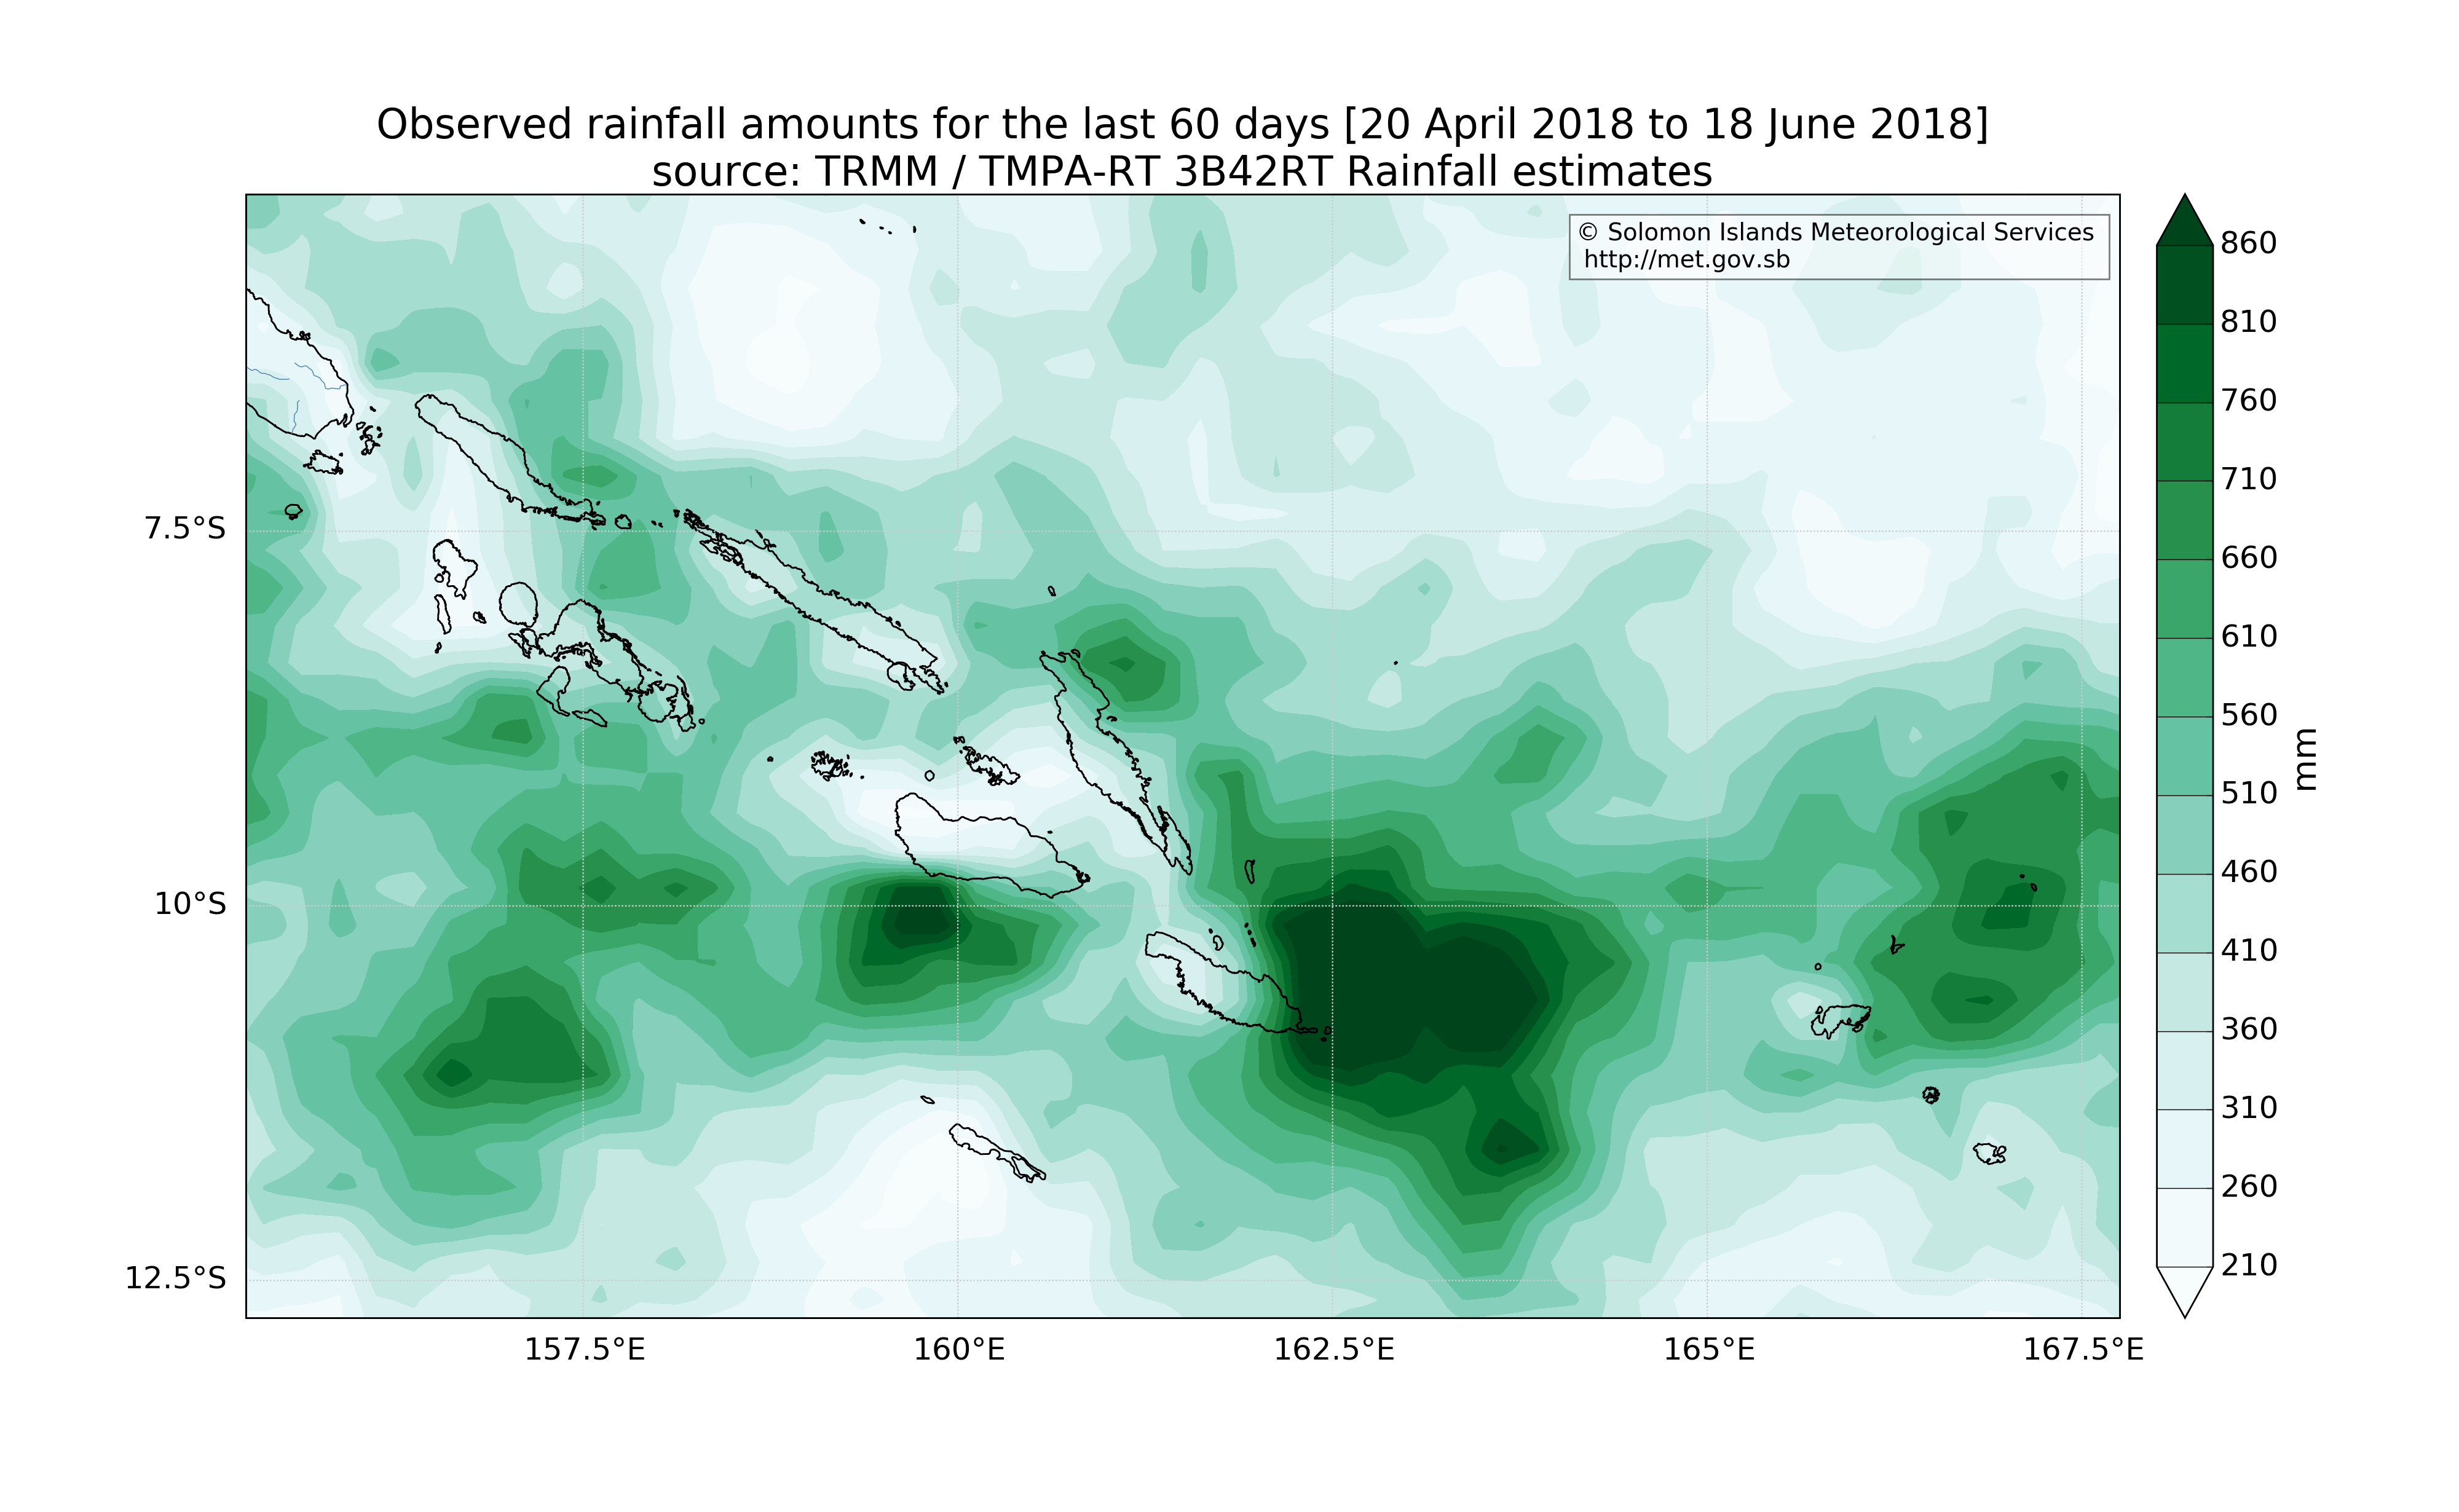 Observed rainfall amounts for the last 60 days [20 April 2018 to 18 June 2018]
source: TRMM / TMPA-RT 3B42RT Rainfall estimates
© Solomon Islands Meteorological Services
http://met.gov.sb
7.5°S
10°S
12.5°S
157.5°E
160°E
162.5°E
165°E
167.5°E
860
810
760
710
660
610
560
510
460
410
360
310
260
210
mm